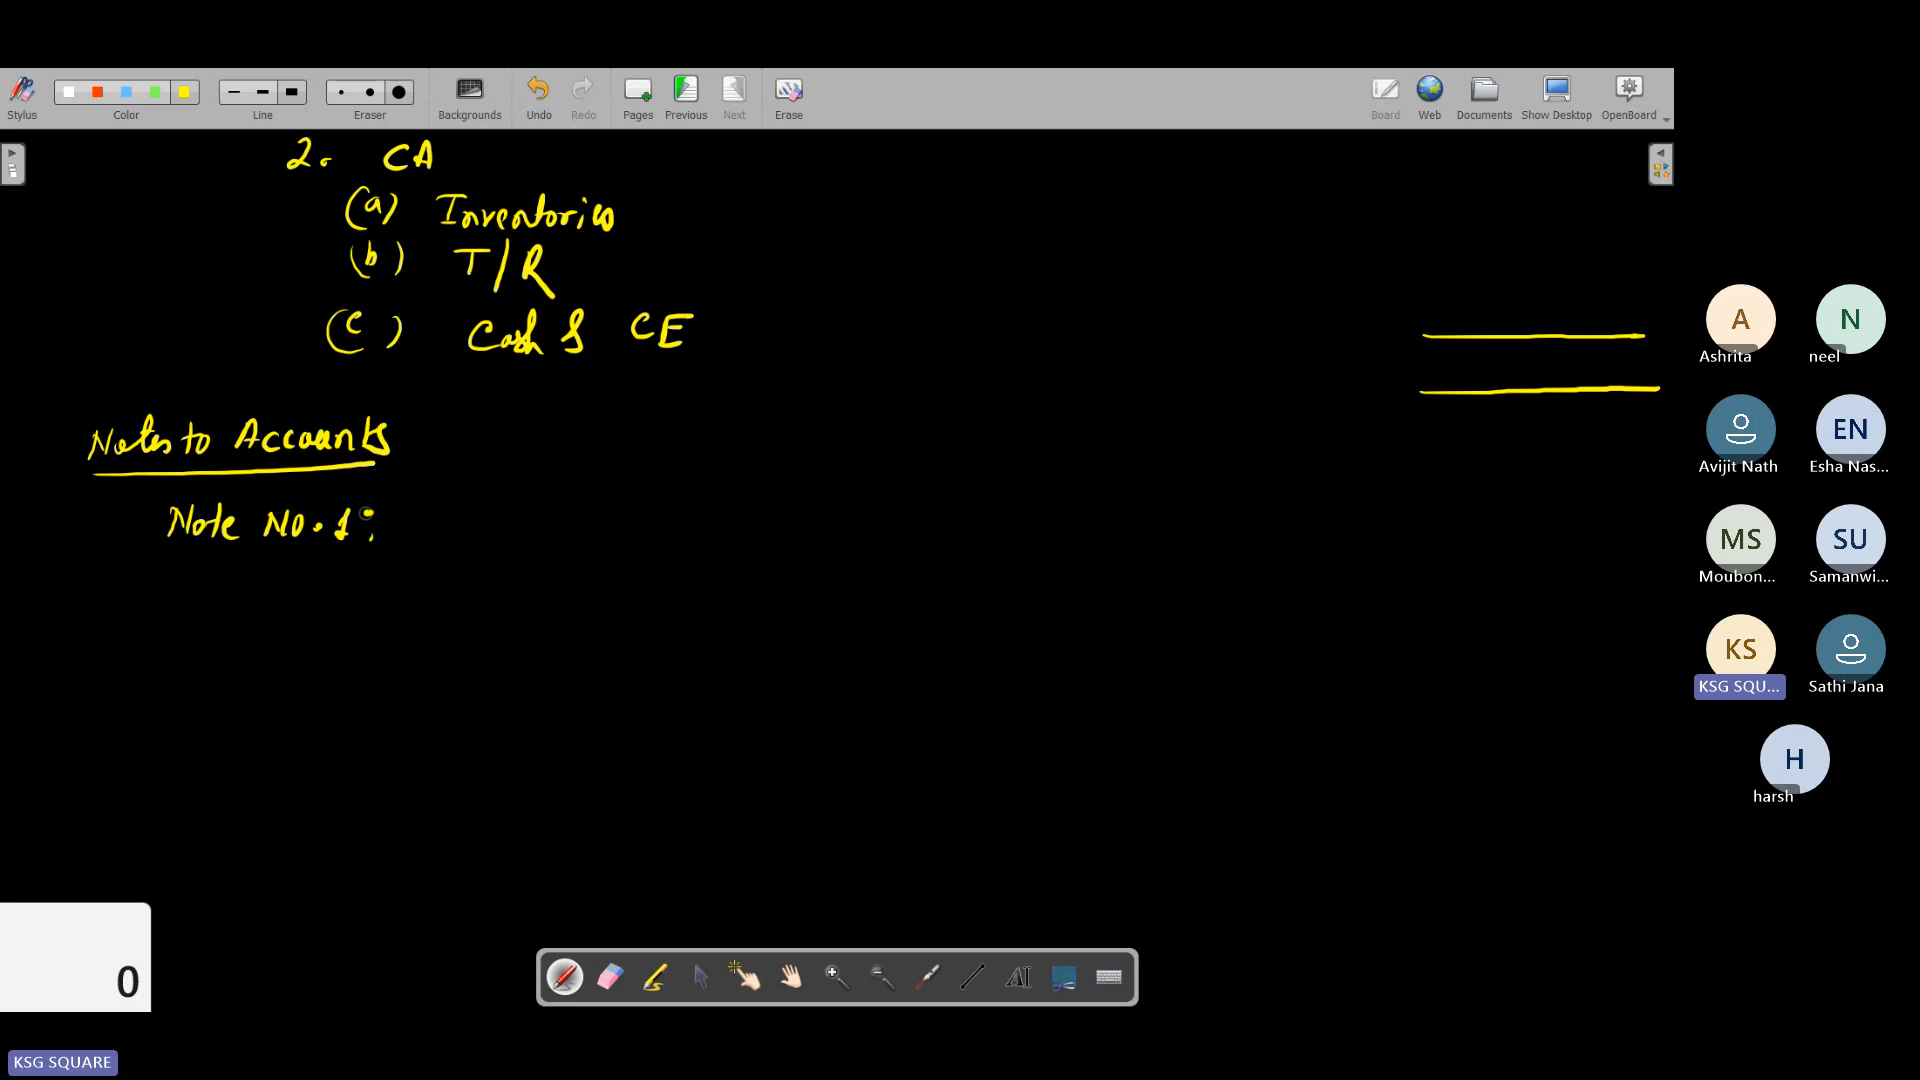 Stylus
Color
Line
Eraser
Backgrounds
Undo
Redo
Pages
Previous
Next
Erase
Board
Web
Documents
Show Desktop
OpenBoard
2. CA
(a) Inventories
(b) T/R
(c) Cash & CE
Notes to Accounts
Note No. 1:
A
Ashrita
N
neel
Avijit Nath
EN
Esha Nas...
MS
Moubon...
SU
Samanwi...
KS
KSG SQU...
Sathi Jana
H
harsh
0
AI
KSG SQUARE